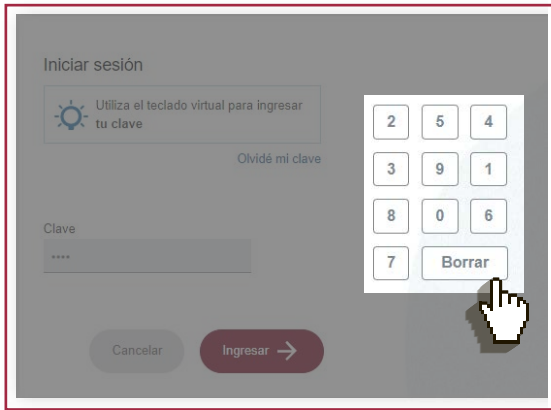 Iniciar sesión
Utiliza el teclado virtual para ingresar
tu clave
Olvidé mi clave
Clave
····
Cancelar
Ingresar
2 5 4
3 9 1
8 0 6
7 Borrar